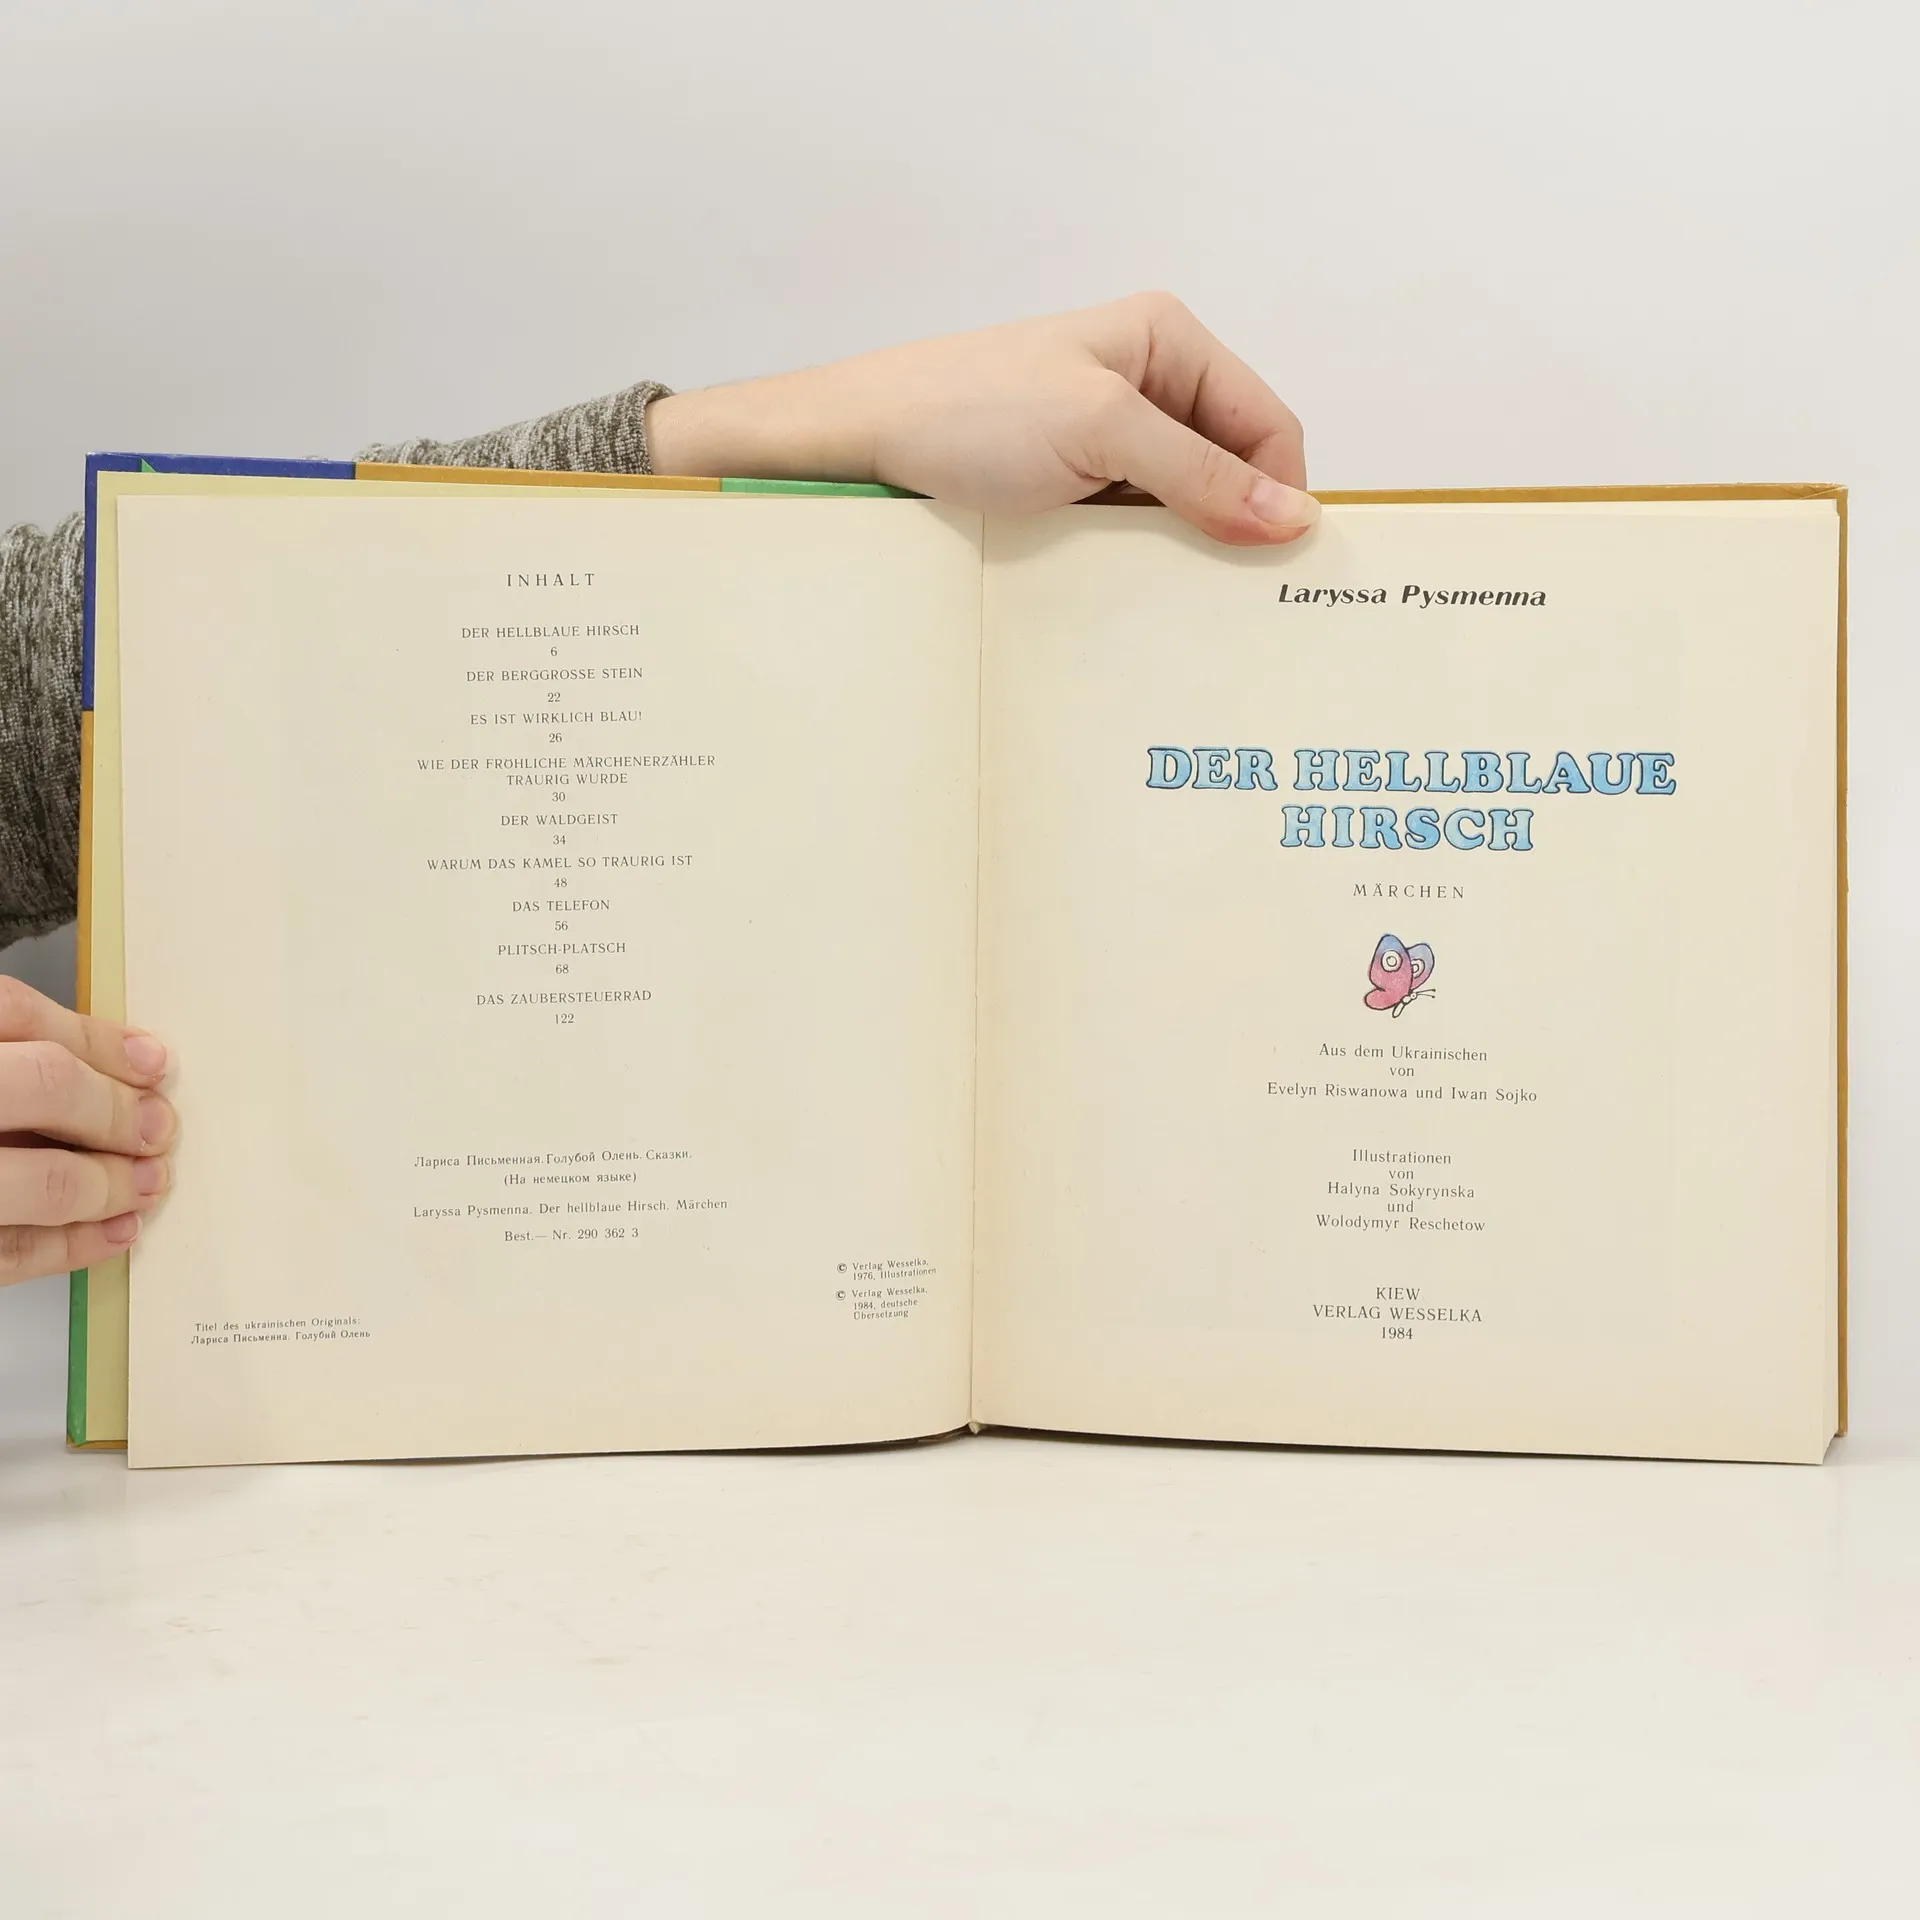 INHALT
DER HELLBLAUE HIRSCH
6
DER BERGGROSSE STEIN
22
ES IST WIRKLICH BLAU!
26
WIE DER FRÖHLICHE MÄRCHENERZÄHLER
TRAURIG WURDE
30
DER WALDGEIST
34
WARUM DAS KAMEL SO TRAURIG IST
48
DAS TELEFON
56
PLITSCH-PLATSCH
68
DAS ZAUBERSTEUERRAD
122
Лариса Письменная. Голубой Олень. Сказки.
(На немецком языке)
Laryssa Pysmenna. Der hellblaue Hirsch. Märchen
Best.— Nr. 290 362 3
© Verlag Wesselka,
1976, Illustrationen
© Verlag Wesselka,
1984, deutsche
Übersetzung
Titel des ukrainischen Originals:
Лариса Письменна. Голубий Олень
Laryssa Pysmenna
DER HELLBLAUE
HIRSCH
MÄRCHEN
Aus dem Ukrainischen
von
Evelyn Riswanowa und Iwan Sojko
Illustrationen
von
Halyna Sokyrynska
und
Wolodymyr Reschetow
KIEW
VERLAG WESSELKA
1984